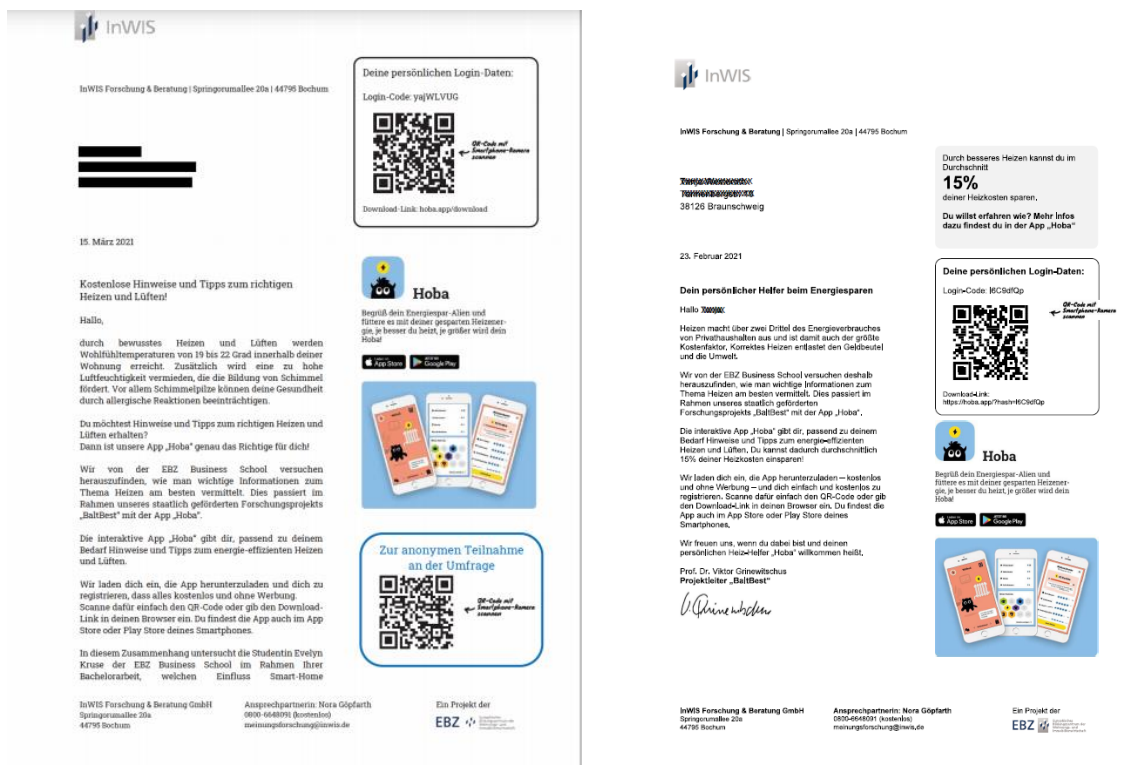 InWIS
InWIS Forschung & Beratung | Springorumallee 20a | 44795 Bochum
15. März 2021
Kostenlose Hinweise und Tipps zum richtigen
Heizen und Lüften!
Hallo,
durch bewusstes Heizen und Lüften werden
Wohlfühltemperaturen von 19 bis 22 Grad innerhalb deiner
Wohnung erreicht. Zusätzlich wird eine zu hohe
Luftfeuchtigkeit vermieden, die die Bildung von Schimmel
fördert. Vor allem Schimmelpilze können deine Gesundheit
durch allergische Reaktionen beeinträchtigen.
Du möchtest Hinweise und Tipps zum richtigen Heizen und
Lüften erhalten?
Dann ist unsere App „Hoba" genau das Richtige für dich!
Wir von der EBZ Business School versuchen
herauszufinden, wie man wichtige Informationen zum
Thema Heizen am besten vermittelt. Dies passiert im
Rahmen unseres staatlich geförderten Forschungsprojekts
„BaltBest" mit der App „Hoba".
Die interaktive App „Hoba" gibt dir, passend zu deinem
Bedarf Hinweise und Tipps zum energie-effizienten Heizen
und Lüften.
Wir laden dich ein, die App herunterzuladen und dich zu
registrieren, dass alles kostenlos und ohne Werbung.
Scanne dafür einfach den QR-Code oder gib den Download-
Link in deinen Browser ein. Du findest die App auch im App
Store oder Play Store deines Smartphones.
In diesem Zusammenhang untersucht die Studentin Evelyn
Kruse der EBZ Business School im Rahmen Ihrer
Bachelorarbeit, welchen Einfluss Smart-Home
Deine persönlichen Login-Daten:
Login-Code: yajWLVUG
QR-Code mit
Smartphone-Kamera
scannen
Download-Link: hoba.app/download
Hoba
Begrüß dein Energiespar-Alien und
füttere es mit deiner gesparten Heizener-
gie, je besser du heizt, je größer wird dein
Hoba!
App Store
Google Play
Zur anonymen Teilnahme
an der Umfrage
QR-Code mit
Smartphone-Kamera
scannen
InWIS Forschung & Beratung GmbH
Springorumallee 20a
44795 Bochum
Ansprechpartnerin: Nora Göpfarth
0800-6648091 (kostenlos)
meinungsforschung@inwis.de
Ein Projekt der
EBZ
InWIS
InWIS Forschung & Beratung | Springorumallee 20a | 44795 Bochum
38126 Braunschweig
23. Februar 2021
Dein persönlicher Helfer beim Energiesparen
Hallo
Heizen macht über zwei Drittel des Energieverbrauches
von Privathaushalten aus und ist damit auch der größte
Kostenfaktor. Korrektes Heizen entlastet den Geldbeutel
und die Umwelt.
Wir von der EBZ Business School versuchen deshalb
herauszufinden, wie man wichtige Informationen zum
Thema Heizen am besten vermittelt. Dies passiert im
Rahmen unseres staatlich geförderten
Forschungsprojekts „BaltBest" mit der App „Hoba".
Die interaktive App „Hoba" gibt dir, passend zu deinem
Bedarf Hinweise und Tipps zum energie-effizienten
Heizen und Lüften. Du kannst dadurch durchschnittlich
15% deiner Heizkosten einsparen!
Wir laden dich ein, die App herunterzuladen – kostenlos
und ohne Werbung – und dich einfach und kostenlos zu
registrieren. Scanne dafür einfach den QR-Code oder gib
den Download-Link in deinen Browser ein. Du findest die
App auch im App Store oder Play Store deines
Smartphones.
Wir freuen uns, wenn du dabei bist und deinen
persönlichen Heiz-Helfer „Hoba" willkommen heißt.
Prof. Dr. Viktor Grinewitschus
Projektleiter „BaltBest"
Durch besseres Heizen kannst du im
Durchschnitt
15%
deiner Heizkosten sparen.
Du willst erfahren wie? Mehr Infos
dazu findest du in der App „Hoba"
Deine persönlichen Login-Daten:
Login-Code: I6C9dfQp
QR-Code mit
Smartphone-Kamera
scannen
Download-Link:
https://hoba.app/?hash=I6C9dfQp
Hoba
Begrüß dein Energiespar-Alien und
füttere es mit deiner gesparten Heizener-
gie, je besser du heizt, je größer wird dein
Hoba!
App Store
Google Play
InWIS Forschung & Beratung GmbH
Springorumallee 20a
44795 Bochum
Ansprechpartnerin: Nora Göpfarth
0800-6648091 (kostenlos)
meinungsforschung@inwis.de
Ein Projekt der
EBZ